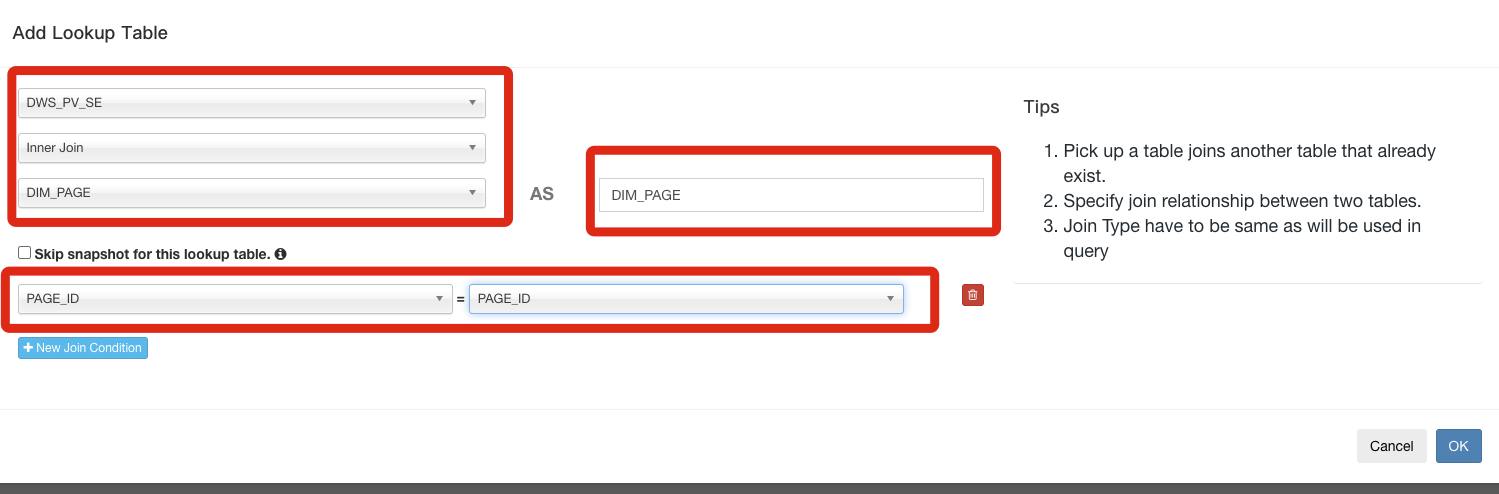 Add Lookup Table
DWS_PV_SE
Inner Join
DIM_PAGE
AS
DIM_PAGE
Skip snapshot for this lookup table.
PAGE_ID
=
PAGE_ID
New Join Condition
Tips
1. Pick up a table joins another table that already
exist.
2. Specify join relationship between two tables.
3. Join Type have to be same as will be used in
query
Cancel
OK